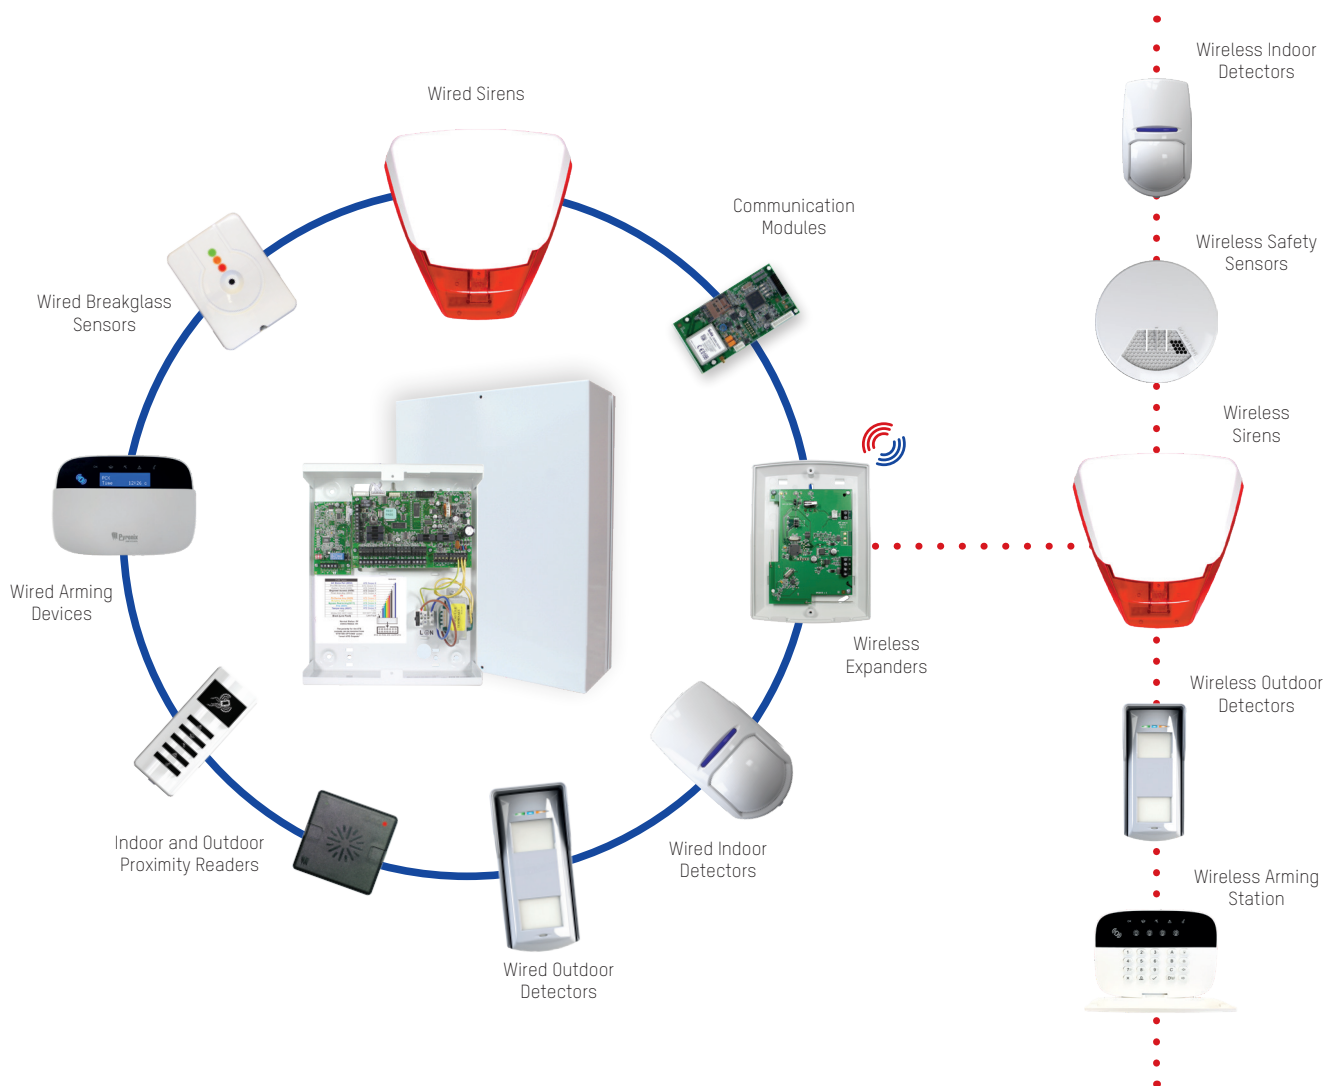 Wireless Indoor
Detectors
Wired Sirens
Communication
Modules
Wireless Safety
Sensors
Wired Breakglass
Sensors
Wireless
Sirens
Pyronix
Wired Arming
Devices
Wireless
Expanders
L N
Wireless Outdoor
Detectors
Indoor and Outdoor
Proximity Readers
Wired Indoor
Detectors
Wireless Arming
Station
Wired Outdoor
Detectors